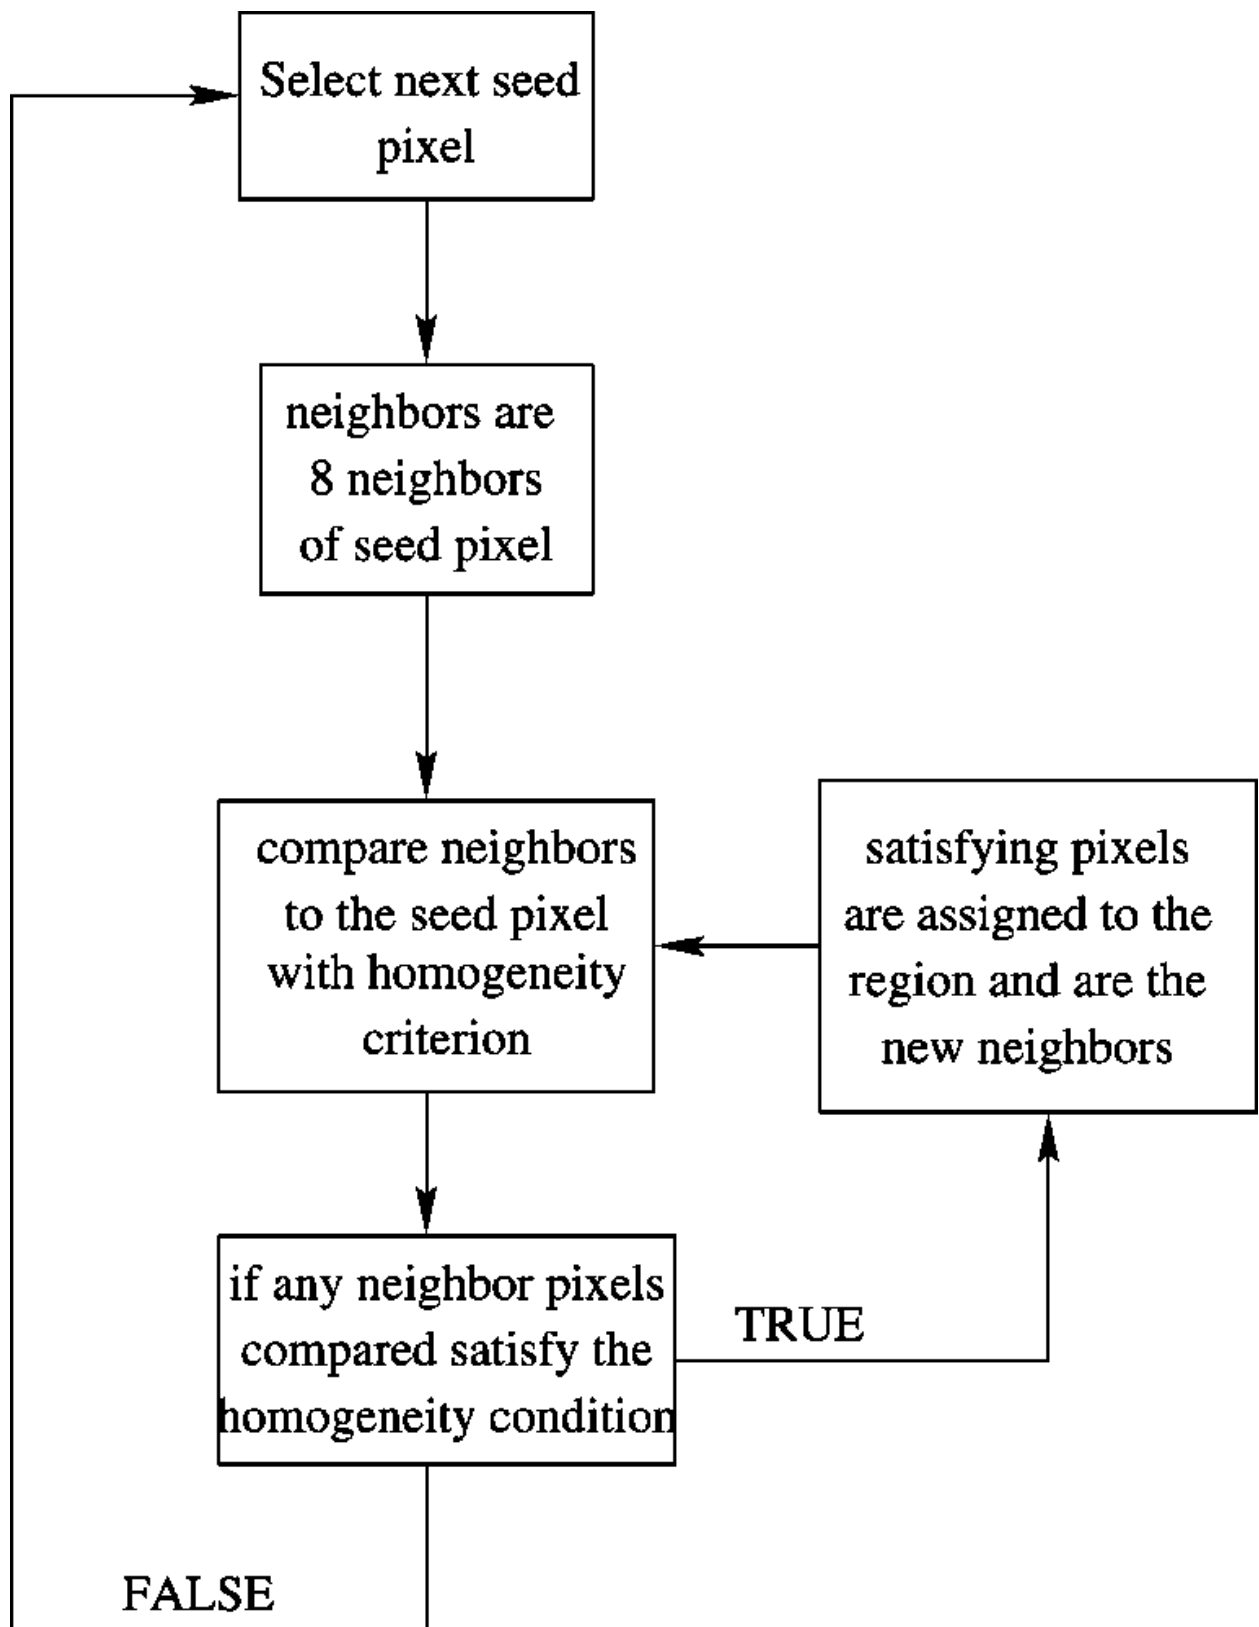 Select next seed
pixel
neighbors are
8 neighbors
of seed pixel
compare neighbors
to the seed pixel
with homogeneity
criterion
satisfying pixels
are assigned to the
region and are the
new neighbors
if any neighbor pixels
compared satisfy the
homogeneity condition
TRUE
FALSE